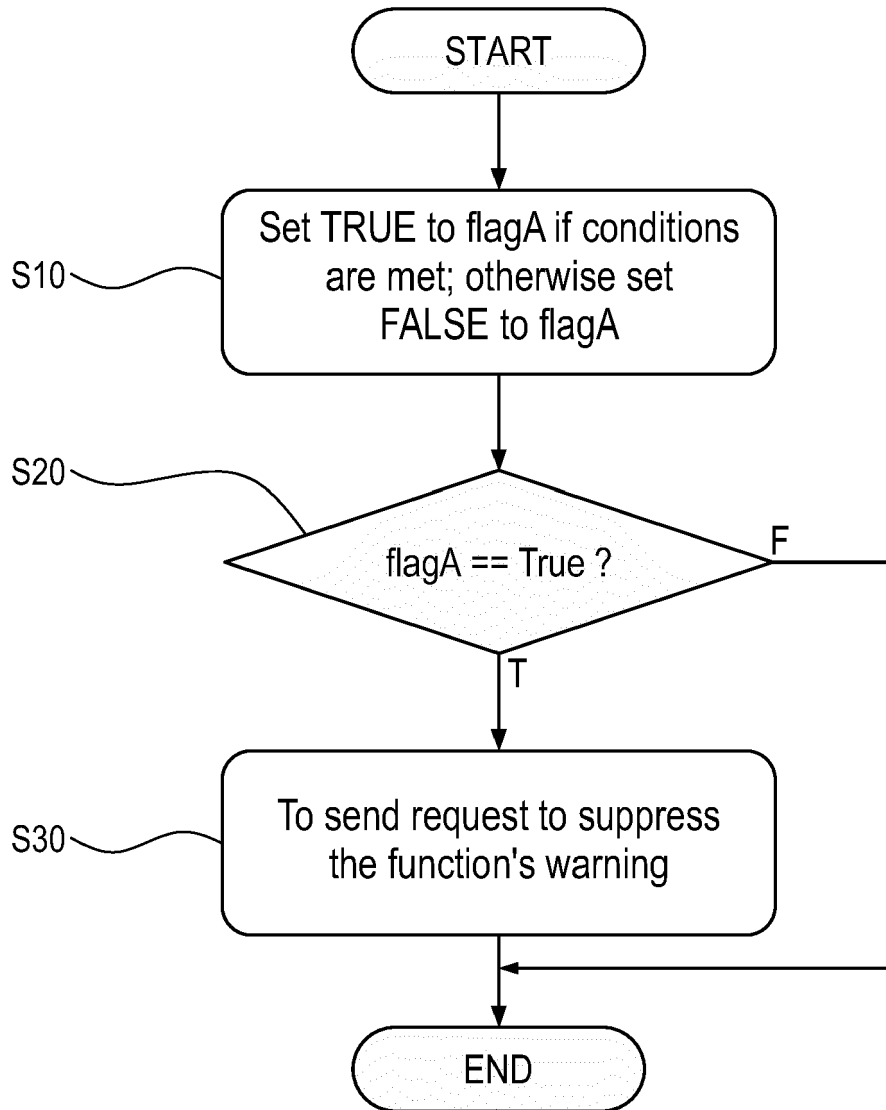 START
S10
Set TRUE to flagA if conditions
are met; otherwise set
FALSE to flagA
S20
flagA == True ?
F
T
S30
To send request to suppress
the function's warning
END